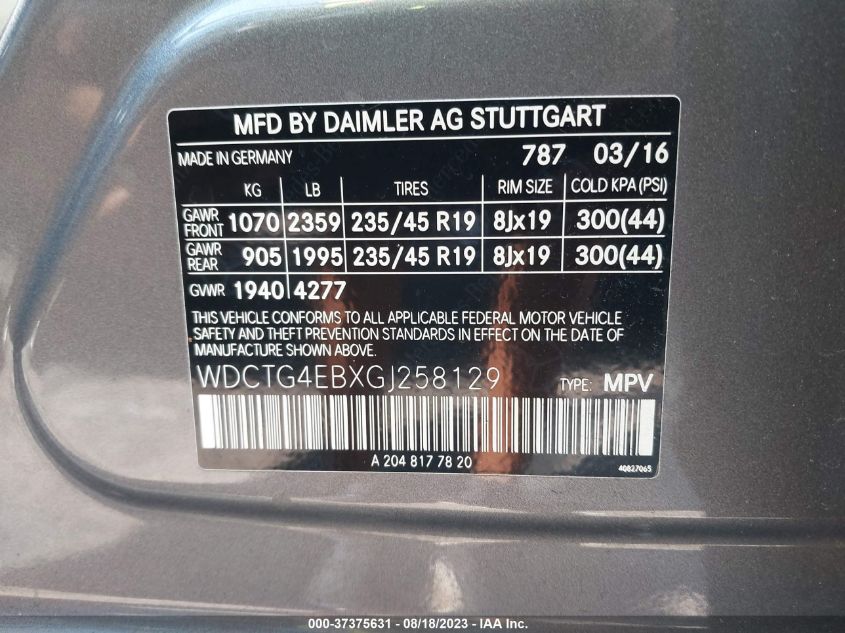 MFD BY DAIMLER AG STUTTGART
MADE IN GERMANY 787 03/16
KG LB TIRES RIM SIZE COLD KPA (PSI)
GAWR FRONT 1070 2359 235/45 R19 8Jx19 300(44)
GAWR REAR 905 1995 235/45 R19 8Jx19 300(44)
GVWR 1940 4277
THIS VEHICLE CONFORMS TO ALL APPLICABLE FEDERAL MOTOR VEHICLE
SAFETY AND THEFT PREVENTION STANDARDS IN EFFECT ON THE DATE OF
MANUFACTURE SHOWN ABOVE.
WDCTG4EBXGJ258129 TYPE: MPV
A 204 817 78 20 40827065
000-37375631 - 08/18/2023 - IAA Inc.